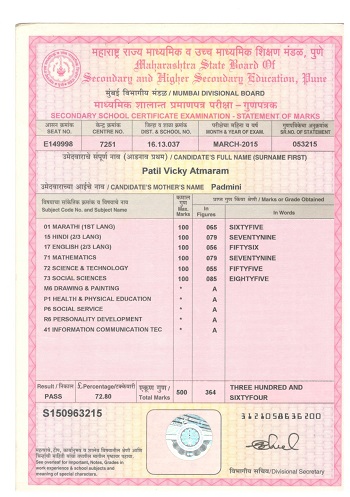 महाराष्ट्र राज्य माध्यमिक व उच्च माध्यमिक शिक्षण मंडळ, पुणे
Maharashtra State Board Of
Secondary and Higher Secondary Education, Pune
मुंबई विभागीय मंडळ / MUMBAI DIVISIONAL BOARD
माध्यमिक शालान्त प्रमाणपत्र परीक्षा - गुणपत्रक
SECONDARY SCHOOL CERTIFICATE EXAMINATION - STATEMENT OF MARKS
आसन क्रमांक केन्द्र क्रमांक जिल्हा व शाळा क्रमांक परीक्षेचा महिना व वर्ष गुणपत्रिकेचा अनुक्रमांक
SEAT NO. CENTRE NO. DIST. & SCHOOL NO. MONTH & YEAR OF EXAM. SR.NO. OF STATEMENT
E149998 7251 16.13.037 MARCH-2015 053215
उमेदवाराचे संपूर्ण नाव (आडनाव प्रथम) / CANDIDATE'S FULL NAME (SURNAME FIRST)
Patil Vicky Atmaram
उमेदवाराच्या आईचे नाव / CANDIDATE'S MOTHER'S NAME Padmini
विषयाचा सांकेतिक क्रमांक व विषयाचे नाव
Subject Code No. and Subject Name
कमाल गुण / Max. Marks
प्राप्त गुण किंवा श्रेणी / Marks or Grade Obtained
In Figures In Words
01 MARATHI (1ST LANG) 100 065 SIXTYFIVE
15 HINDI (2/3 LANG) 100 079 SEVENTYNINE
17 ENGLISH (2/3 LANG) 100 056 FIFTYSIX
71 MATHEMATICS 100 079 SEVENTYNINE
72 SCIENCE & TECHNOLOGY 100 055 FIFTYFIVE
73 SOCIAL SCIENCES 100 085 EIGHTYFIVE
M6 DRAWING & PAINTING * A
P1 HEALTH & PHYSICAL EDUCATION * A
P6 SOCIAL SERVICE * A
R6 PERSONALITY DEVELOPMENT * A
41 INFORMATION COMMUNICATION TEC * A
Result / निकाल £.Percentage/टक्केवारी एकूण गुण / Total Marks 500 364 THREE HUNDRED AND
PASS 72.80 SIXTYFOUR
S150963215
3121058636200
See overleaf for Important, Notes, Grades in
work experience & school subjects and
meaning of special characters.
विभागीय सचिव/Divisional Secretary